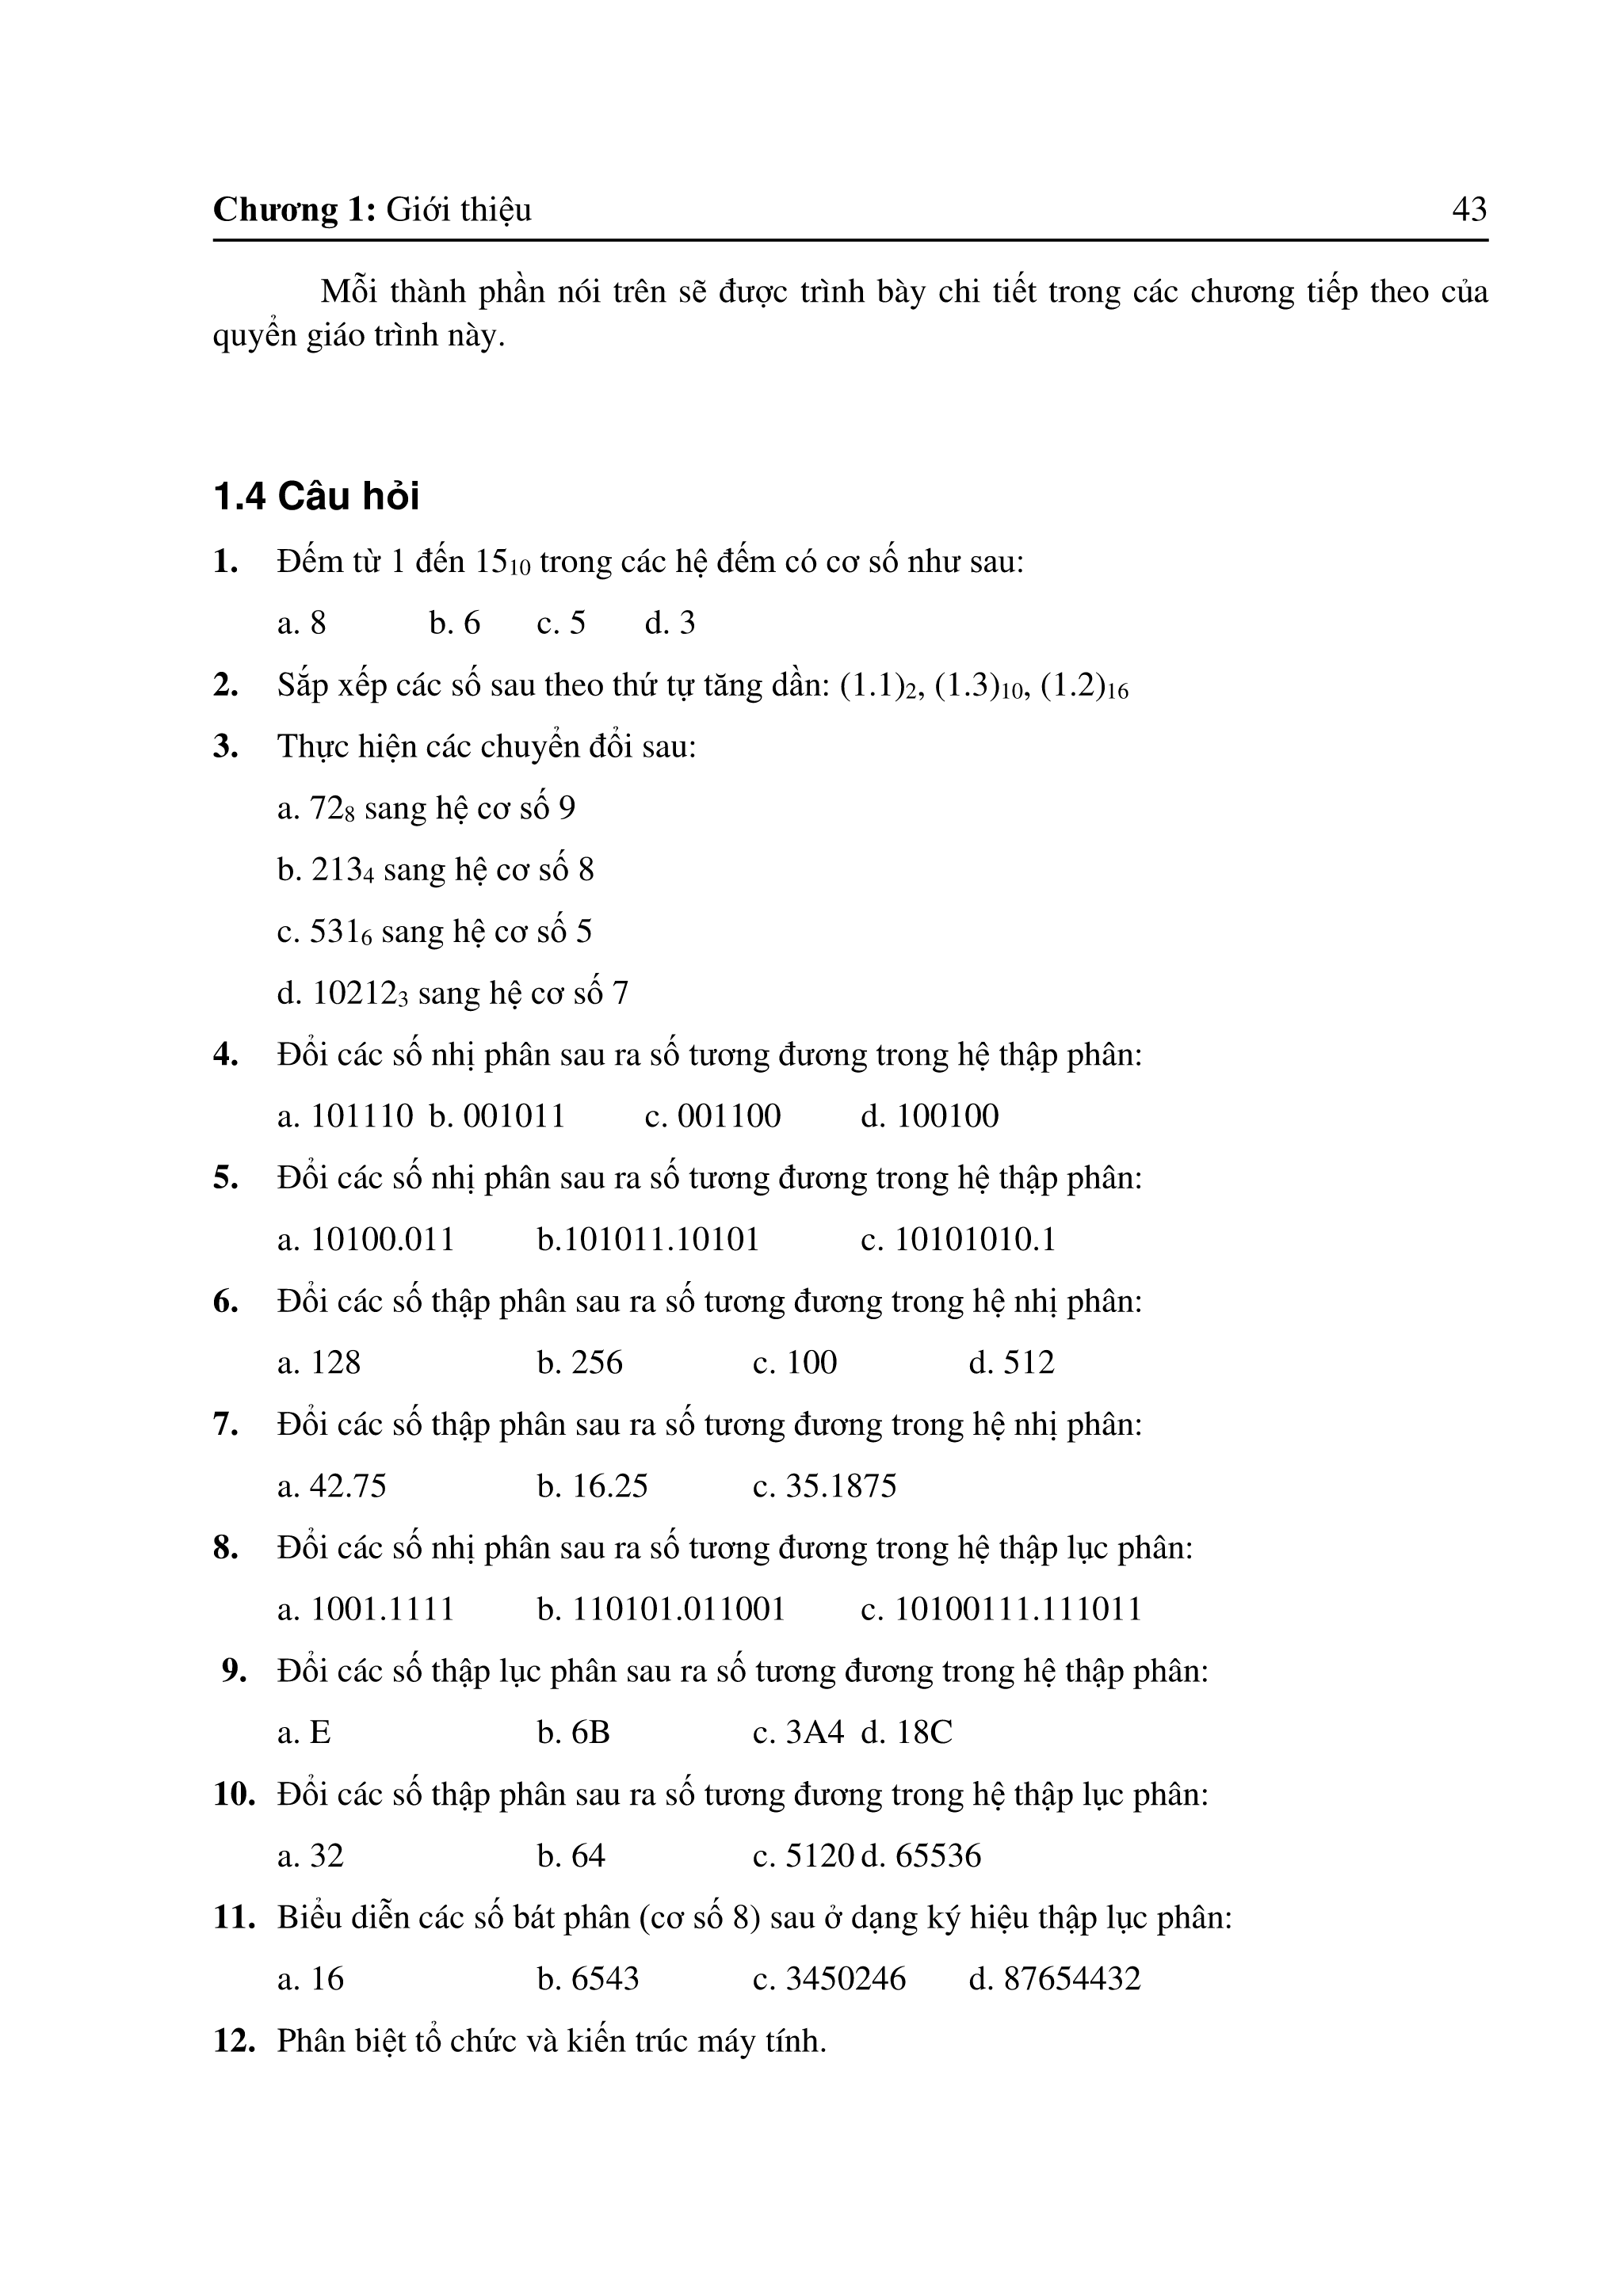 Chương 1: Giới thiệu 43
Mỗi thành phần nói trên sẽ được trình bày chi tiết trong các chương tiếp theo của
quyển giáo trình này.
1.4 Câu hỏi
1. Đếm từ 1 đến 15₁₀ trong các hệ đếm có cơ số như sau:
a. 8 b. 6 c. 5 d. 3
2. Sắp xếp các số sau theo thứ tự tăng dần: (1.1)₂, (1.3)₁₀, (1.2)₁₆
3. Thực hiện các chuyển đổi sau:
a. 72₈ sang hệ cơ số 9
b. 213₄ sang hệ cơ số 8
c. 531₆ sang hệ cơ số 5
d. 10212₃ sang hệ cơ số 7
4. Đổi các số nhị phân sau ra số tương đương trong hệ thập phân:
a. 101110 b. 001011 c. 001100 d. 100100
5. Đổi các số nhị phân sau ra số tương đương trong hệ thập phân:
a. 10100.011 b.101011.10101 c. 10101010.1
6. Đổi các số thập phân sau ra số tương đương trong hệ nhị phân:
a. 128 b. 256 c. 100 d. 512
7. Đổi các số thập phân sau ra số tương đương trong hệ nhị phân:
a. 42.75 b. 16.25 c. 35.1875
8. Đổi các số nhị phân sau ra số tương đương trong hệ thập lục phân:
a. 1001.1111 b. 110101.011001 c. 10100111.111011
9. Đổi các số thập lục phân sau ra số tương đương trong hệ thập phân:
a. E b. 6B c. 3A4 d. 18C
10. Đổi các số thập phân sau ra số tương đương trong hệ thập lục phân:
a. 32 b. 64 c. 5120 d. 65536
11. Biểu diễn các số bát phân (cơ số 8) sau ở dạng ký hiệu thập lục phân:
a. 16 b. 6543 c. 3450246 d. 87654432
12. Phân biệt tổ chức và kiến trúc máy tính.